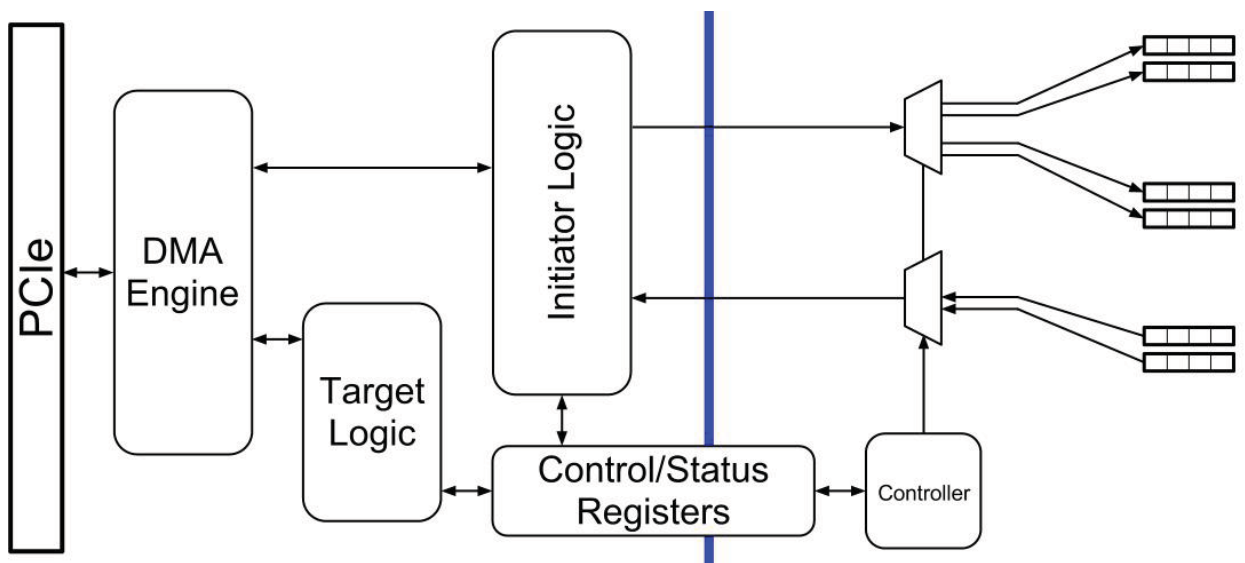 PCIe
DMA
Engine
Target
Logic
Initiator Logic
Control/Status
Registers
Controller